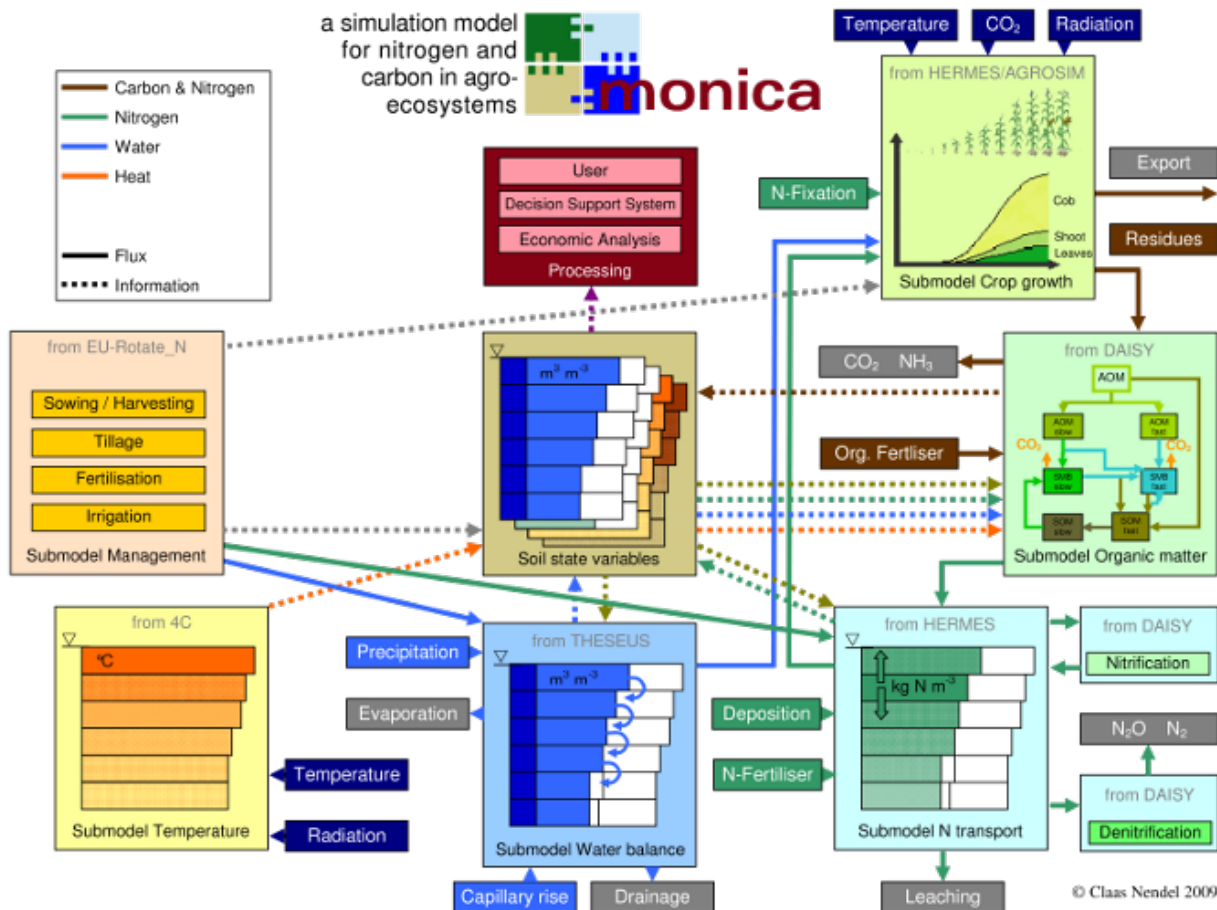 a simulation model
for nitrogen and
carbon in agro-
ecosystems
monica
Temperature
CO₂
Radiation
Carbon & Nitrogen
Nitrogen
Water
Heat
Flux
Information
User
Decision Support System
Economic Analysis
Processing
from HERMES/AGROSIM
Cob
Shoot
Leaves
Submodel Crop growth
N-Fixation
Export
Residues
from EU-Rotate_N
Sowing / Harvesting
Tillage
Fertilisation
Irrigation
Submodel Management
m³ m⁻³
Soil state variables
CO₂ NH₃
Org. Fertliser
from DAISY
AOM
AOM
slow
AOM
fast
CO₂
CO₂
SMB
slow
SMB
fast
SOM
slow
SOM
fast
Submodel Organic matter
from 4C
°C
Submodel Temperature
Temperature
Radiation
Precipitation
Evaporation
from THESEUS
m³ m⁻³
Submodel Water balance
Capillary rise
Drainage
Deposition
N-Fertiliser
from HERMES
kg N m⁻³
Submodel N transport
Leaching
from DAISY
Nitrification
N₂O N₂
from DAISY
Denitrification
© Claas Nendel 2009